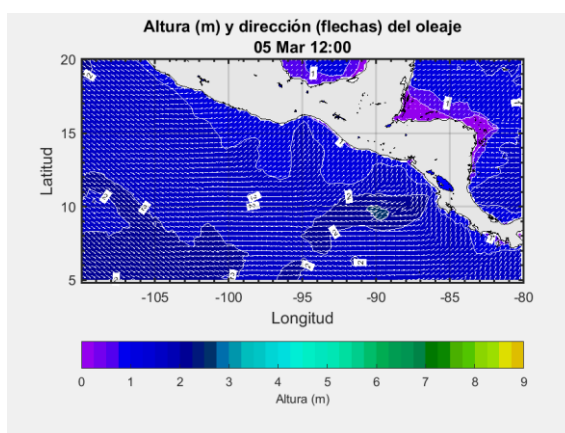 Altura (m) y dirección (flechas) del oleaje
05 Mar 12:00
20
15
10
5
Latitud
-105 -100 -95 -90 -85 -80
Longitud
0 1 2 3 4 5 6 7 8 9
Altura (m)